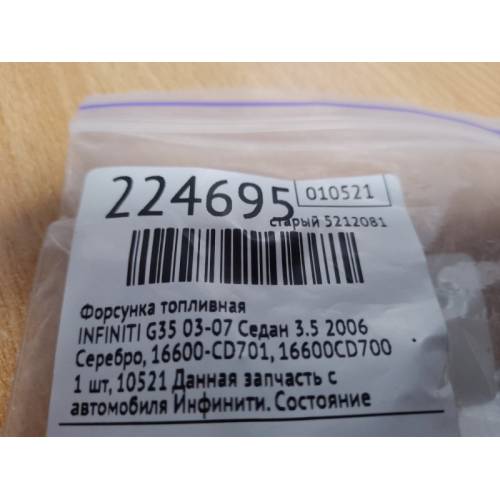 224695 010521
старый 5212081
Форсунка топливная
INFINITI G35 03-07 Седан 3.5 2006
Серебро, 16600-CD701, 16600CD700
1 шт, 10521 Данная запчасть с
автомобиля Инфинити. Состояние